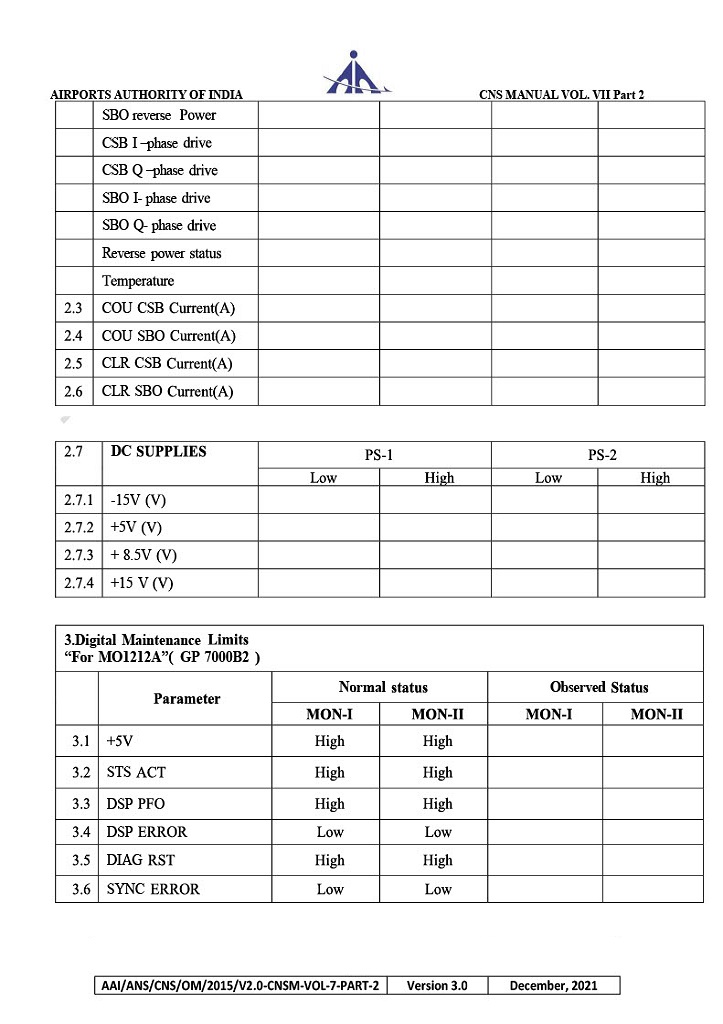 AIRPORTS AUTHORITY OF INDIA CNS MANUAL VOL. VII Part 2
SBO reverse Power
CSB I –phase drive
CSB Q –phase drive
SBO I- phase drive
SBO Q- phase drive
Reverse power status
Temperature
2.3 COU CSB Current(A)
2.4 COU SBO Current(A)
2.5 CLR CSB Current(A)
2.6 CLR SBO Current(A)
2.7 DC SUPPLIES PS-1 PS-2
Low High Low High
2.7.1 -15V (V)
2.7.2 +5V (V)
2.7.3 + 8.5V (V)
2.7.4 +15 V (V)
3.Digital Maintenance Limits
“For MO1212A”( GP 7000B2 )
Parameter Normal status Observed Status
MON-I MON-II MON-I MON-II
3.1 +5V High High
3.2 STS ACT High High
3.3 DSP PFO High High
3.4 DSP ERROR Low Low
3.5 DIAG RST High High
3.6 SYNC ERROR Low Low
AAI/ANS/CNS/OM/2015/V2.0-CNSM-VOL-7-PART-2 Version 3.0 December, 2021